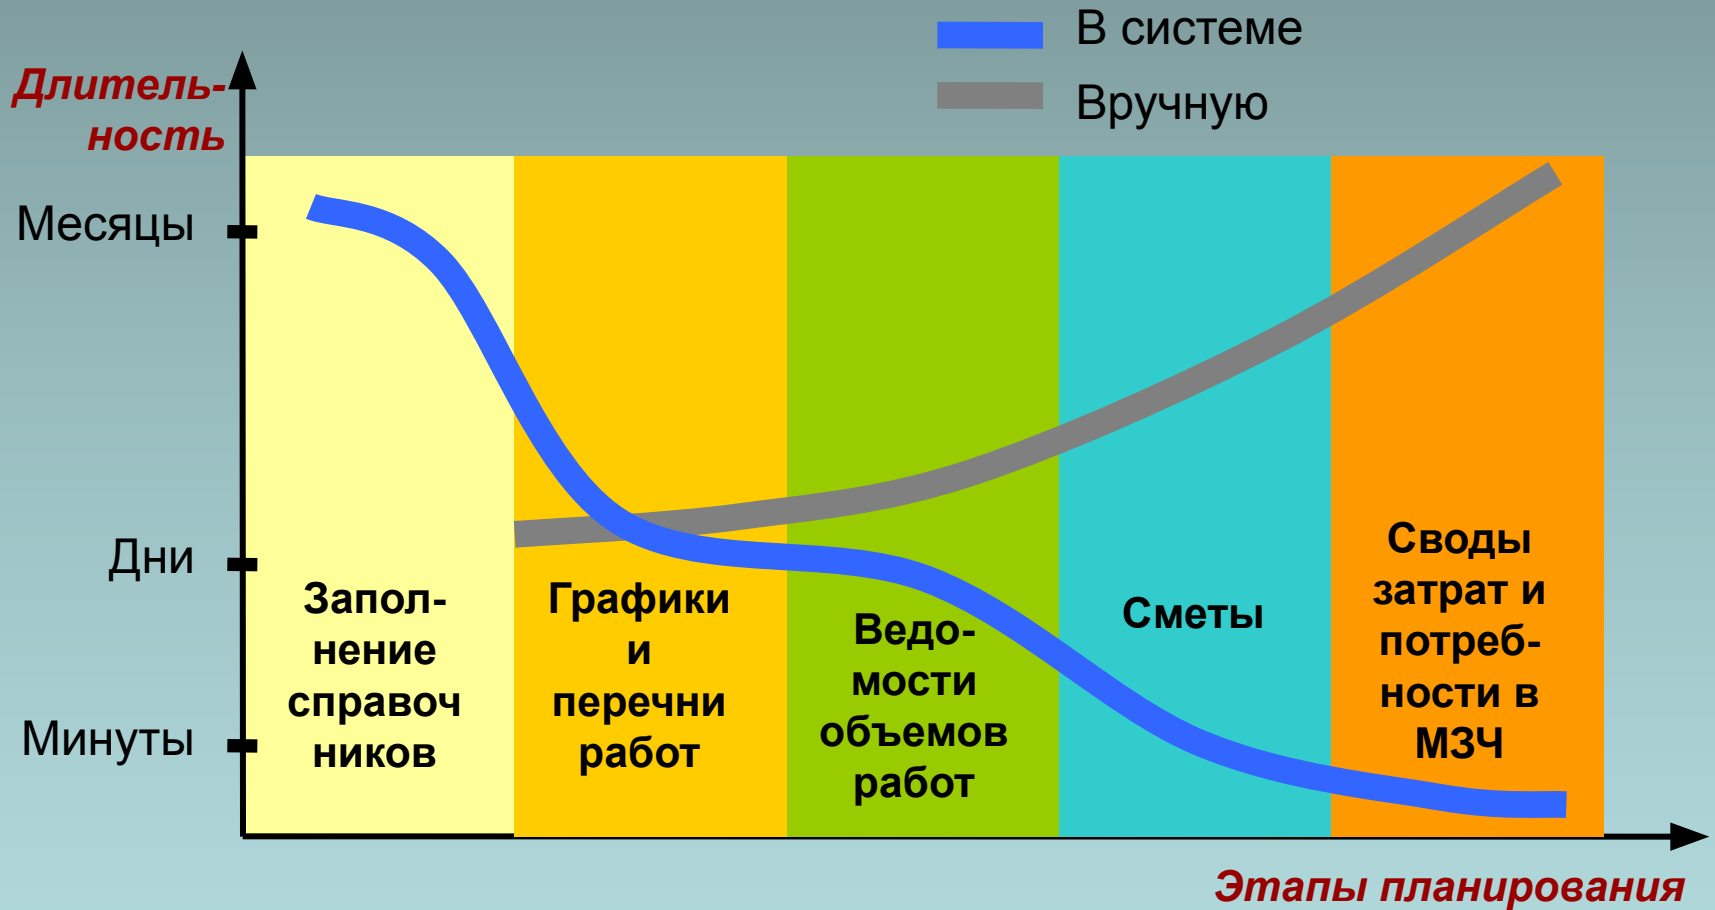 В системе
Вручную
Длитель-
ность
Месяцы
Дни
Минуты
Запол-
нение
справоч
ников
Графики
и
перечни
работ
Ведо-
мости
объемов
работ
Сметы
Своды
затрат и
потреб-
ности в
МЗЧ
Этапы планирования